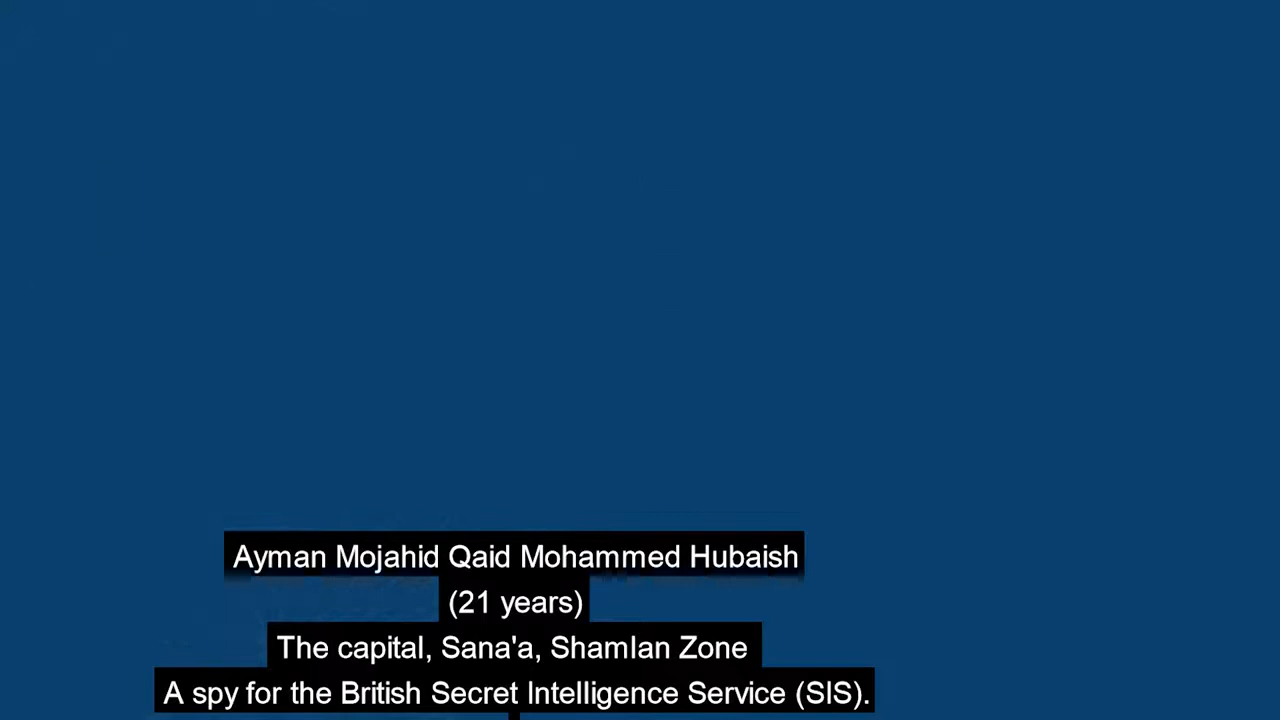 Ayman Mojahid Qaid Mohammed Hubaish
(21 years)
The capital, Sana'a, Shamlan Zone
A spy for the British Secret Intelligence Service (SIS).